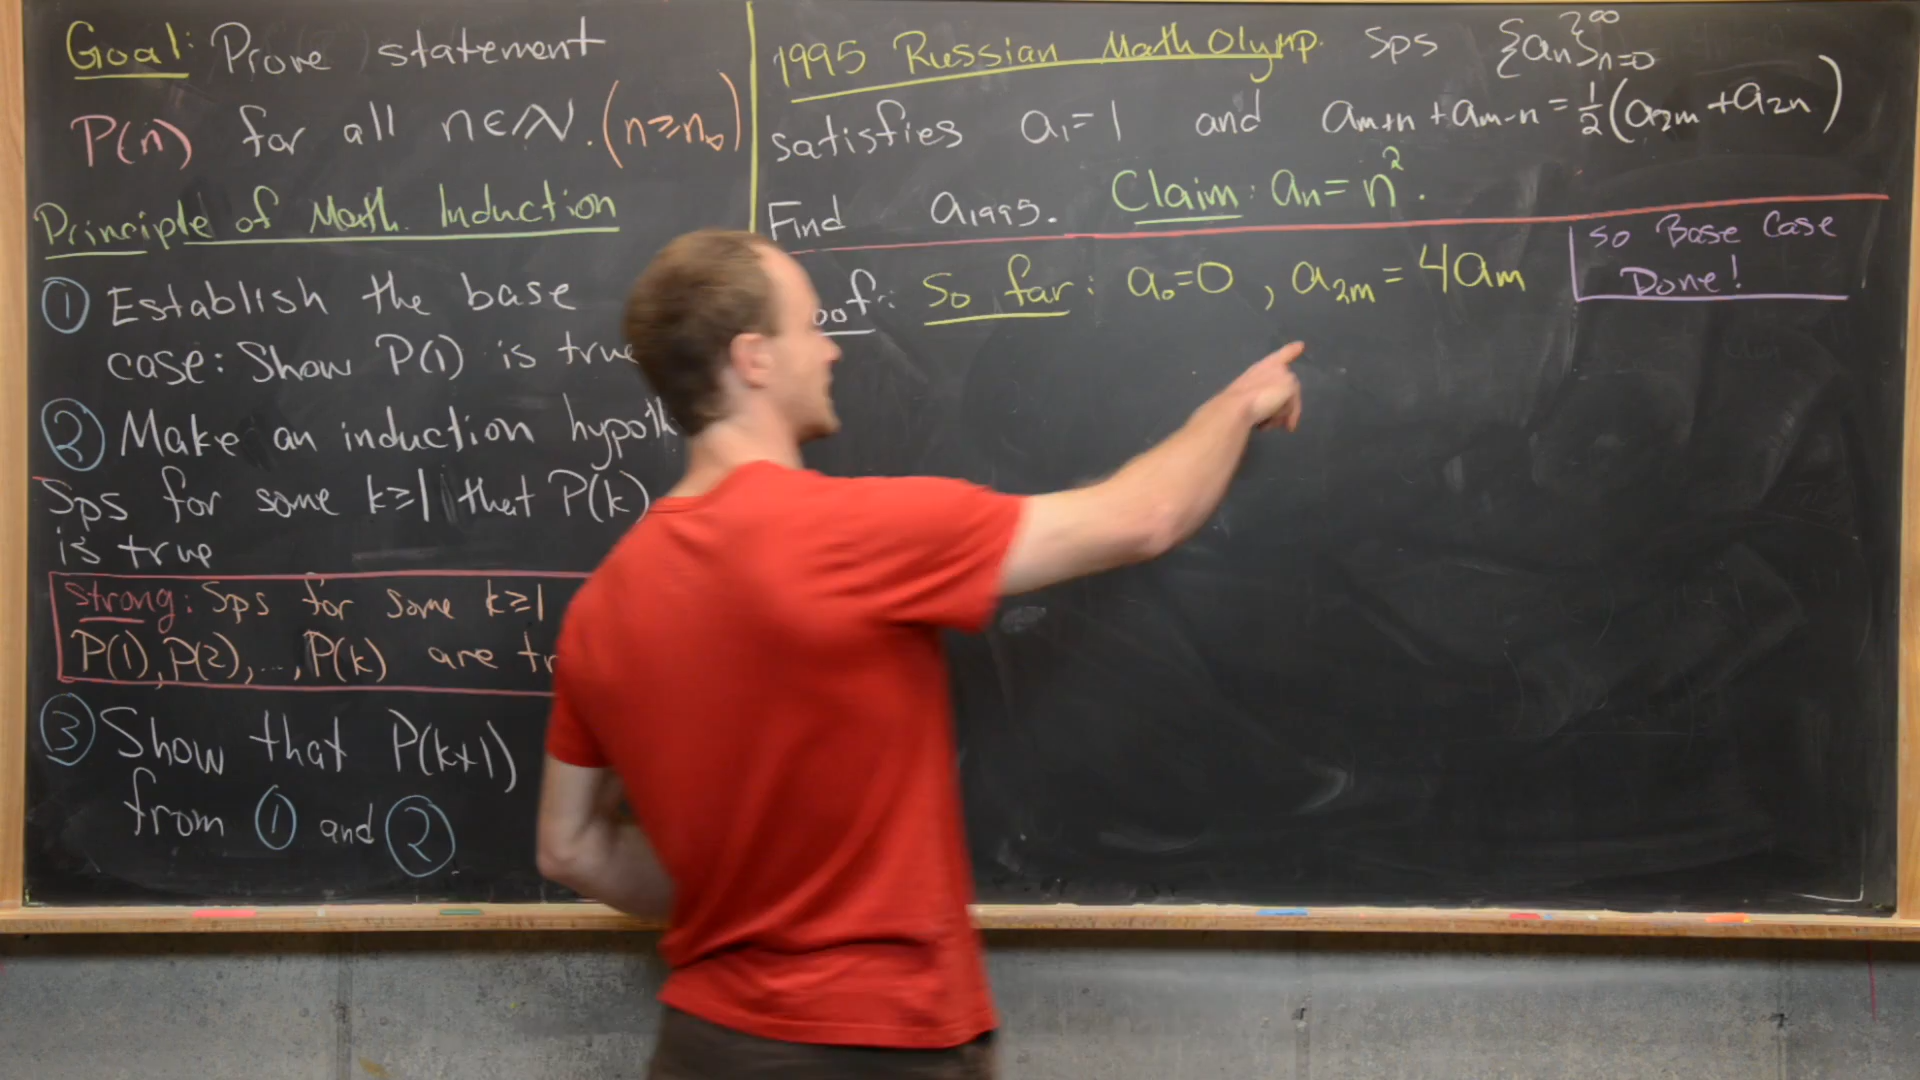 Goal: Prove statement
P(n) for all n∈ℕ. (n≥n₀)
Principle of Math. Induction
① Establish the base
case: Show P(1) is true
② Make an induction
Sps for some k≥1 that P(k)
is true
Strong: Sps for some k≥1
P(1), P(2), ..., P(k) are
③ Show that P(k+1)
from ① and ②
1995 Russian Math Olymp. Sps {aₙ}ₙ₌₀^∞
satisfies a₁=1 and aₘ₊ₙ + aₘ₋ₙ = ½(a₂ₘ + a₂ₙ)
Find a₁₉₉₅. Claim: aₙ = n².
So far: a₀=0, a₂ₘ = 4aₘ
So Base Case
Done!